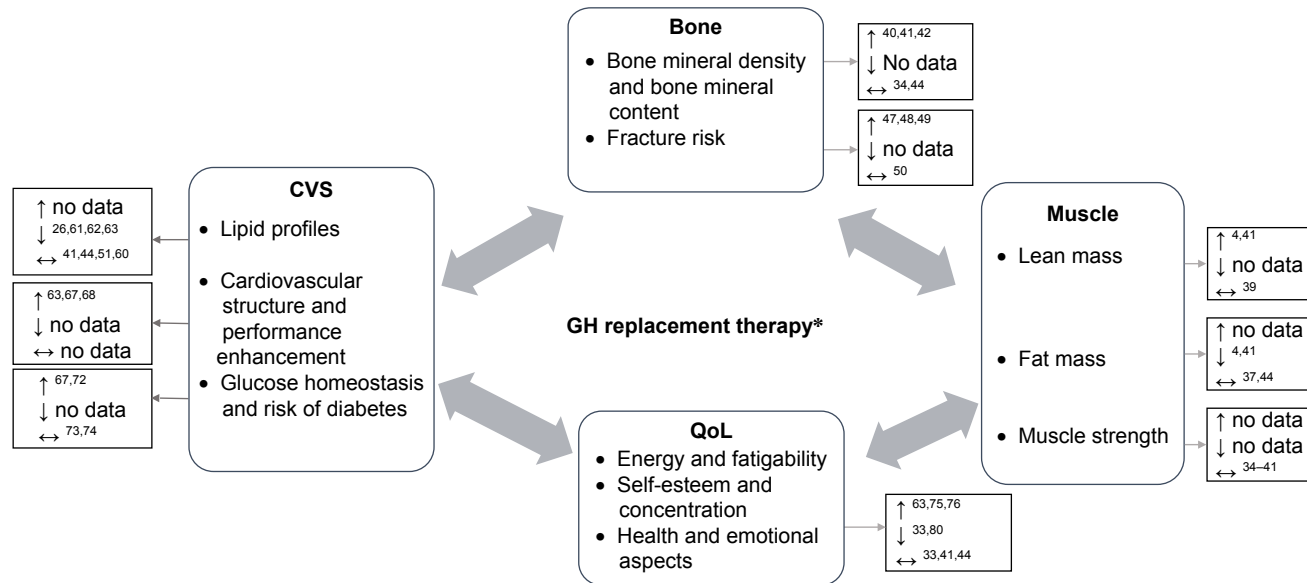 Bone
• Bone mineral density
and bone mineral
content
• Fracture risk
↑ 40,41,42
↓ No data
↔ 34,44
↑ 47,48,49
↓ no data
↔ 50
CVS
• Lipid profiles
• Cardiovascular
structure and
performance
enhancement
• Glucose homeostasis
and risk of diabetes
↑ no data
↓ 26,61,62,63
↔ 41,44,51,60
↑ 63,67,68
↓ no data
↔ no data
↑ 67,72
↓ no data
↔ 73,74
GH replacement therapy*
Muscle
• Lean mass
• Fat mass
• Muscle strength
↑ 4,41
↓ no data
↔ 39
↑ no data
↓ 4,41
↔ 37,44
↑ no data
↓ no data
↔ 34–41
QoL
• Energy and fatigability
• Self-esteem and
concentration
• Health and emotional
aspects
↑ 63,75,76
↓ 33,80
↔ 33,41,44